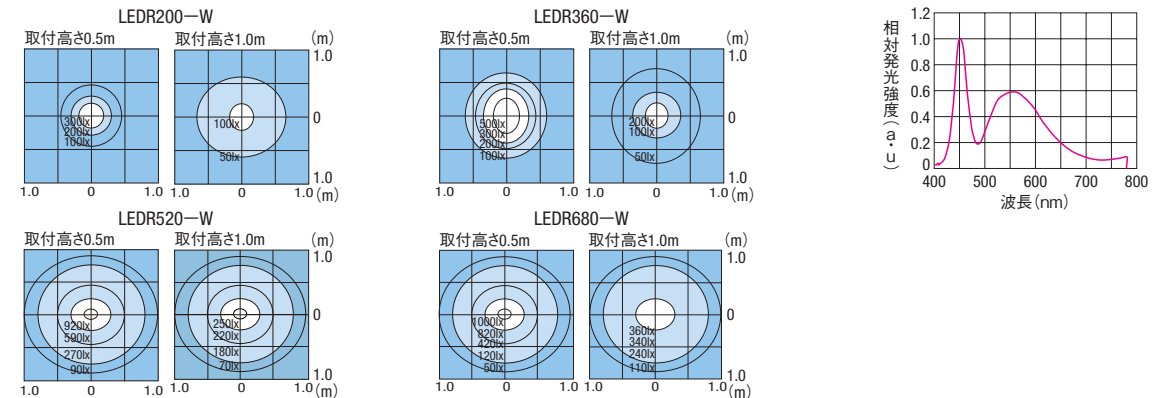 LEDR200－W
取付高さ0.5m
取付高さ1.0m
(m)
1.0
0
1.0
(m)
300lx
200lx
100lx
100lx
50lx
1.0
0
1.0
1.0
0
1.0
LEDR360－W
取付高さ0.5m
取付高さ1.0m
(m)
1.0
0
1.0
(m)
500lx
300lx
200lx
100lx
200lx
100lx
50lx
1.0
0
1.0
1.0
0
1.0
相対発光強度(a・u)
1.2
1.0
0.8
0.6
0.4
0.2
0
400
500
600
700
800
波長(nm)
LEDR520－W
取付高さ0.5m
取付高さ1.0m
(m)
1.0
0
1.0
(m)
920lx
590lx
270lx
90lx
250lx
220lx
180lx
70lx
1.0
0
1.0
1.0
0
1.0
LEDR680－W
取付高さ0.5m
取付高さ1.0m
(m)
1.0
0
1.0
(m)
1000lx
820lx
420lx
120lx
50lx
360lx
340lx
240lx
110lx
1.0
0
1.0
1.0
0
1.0